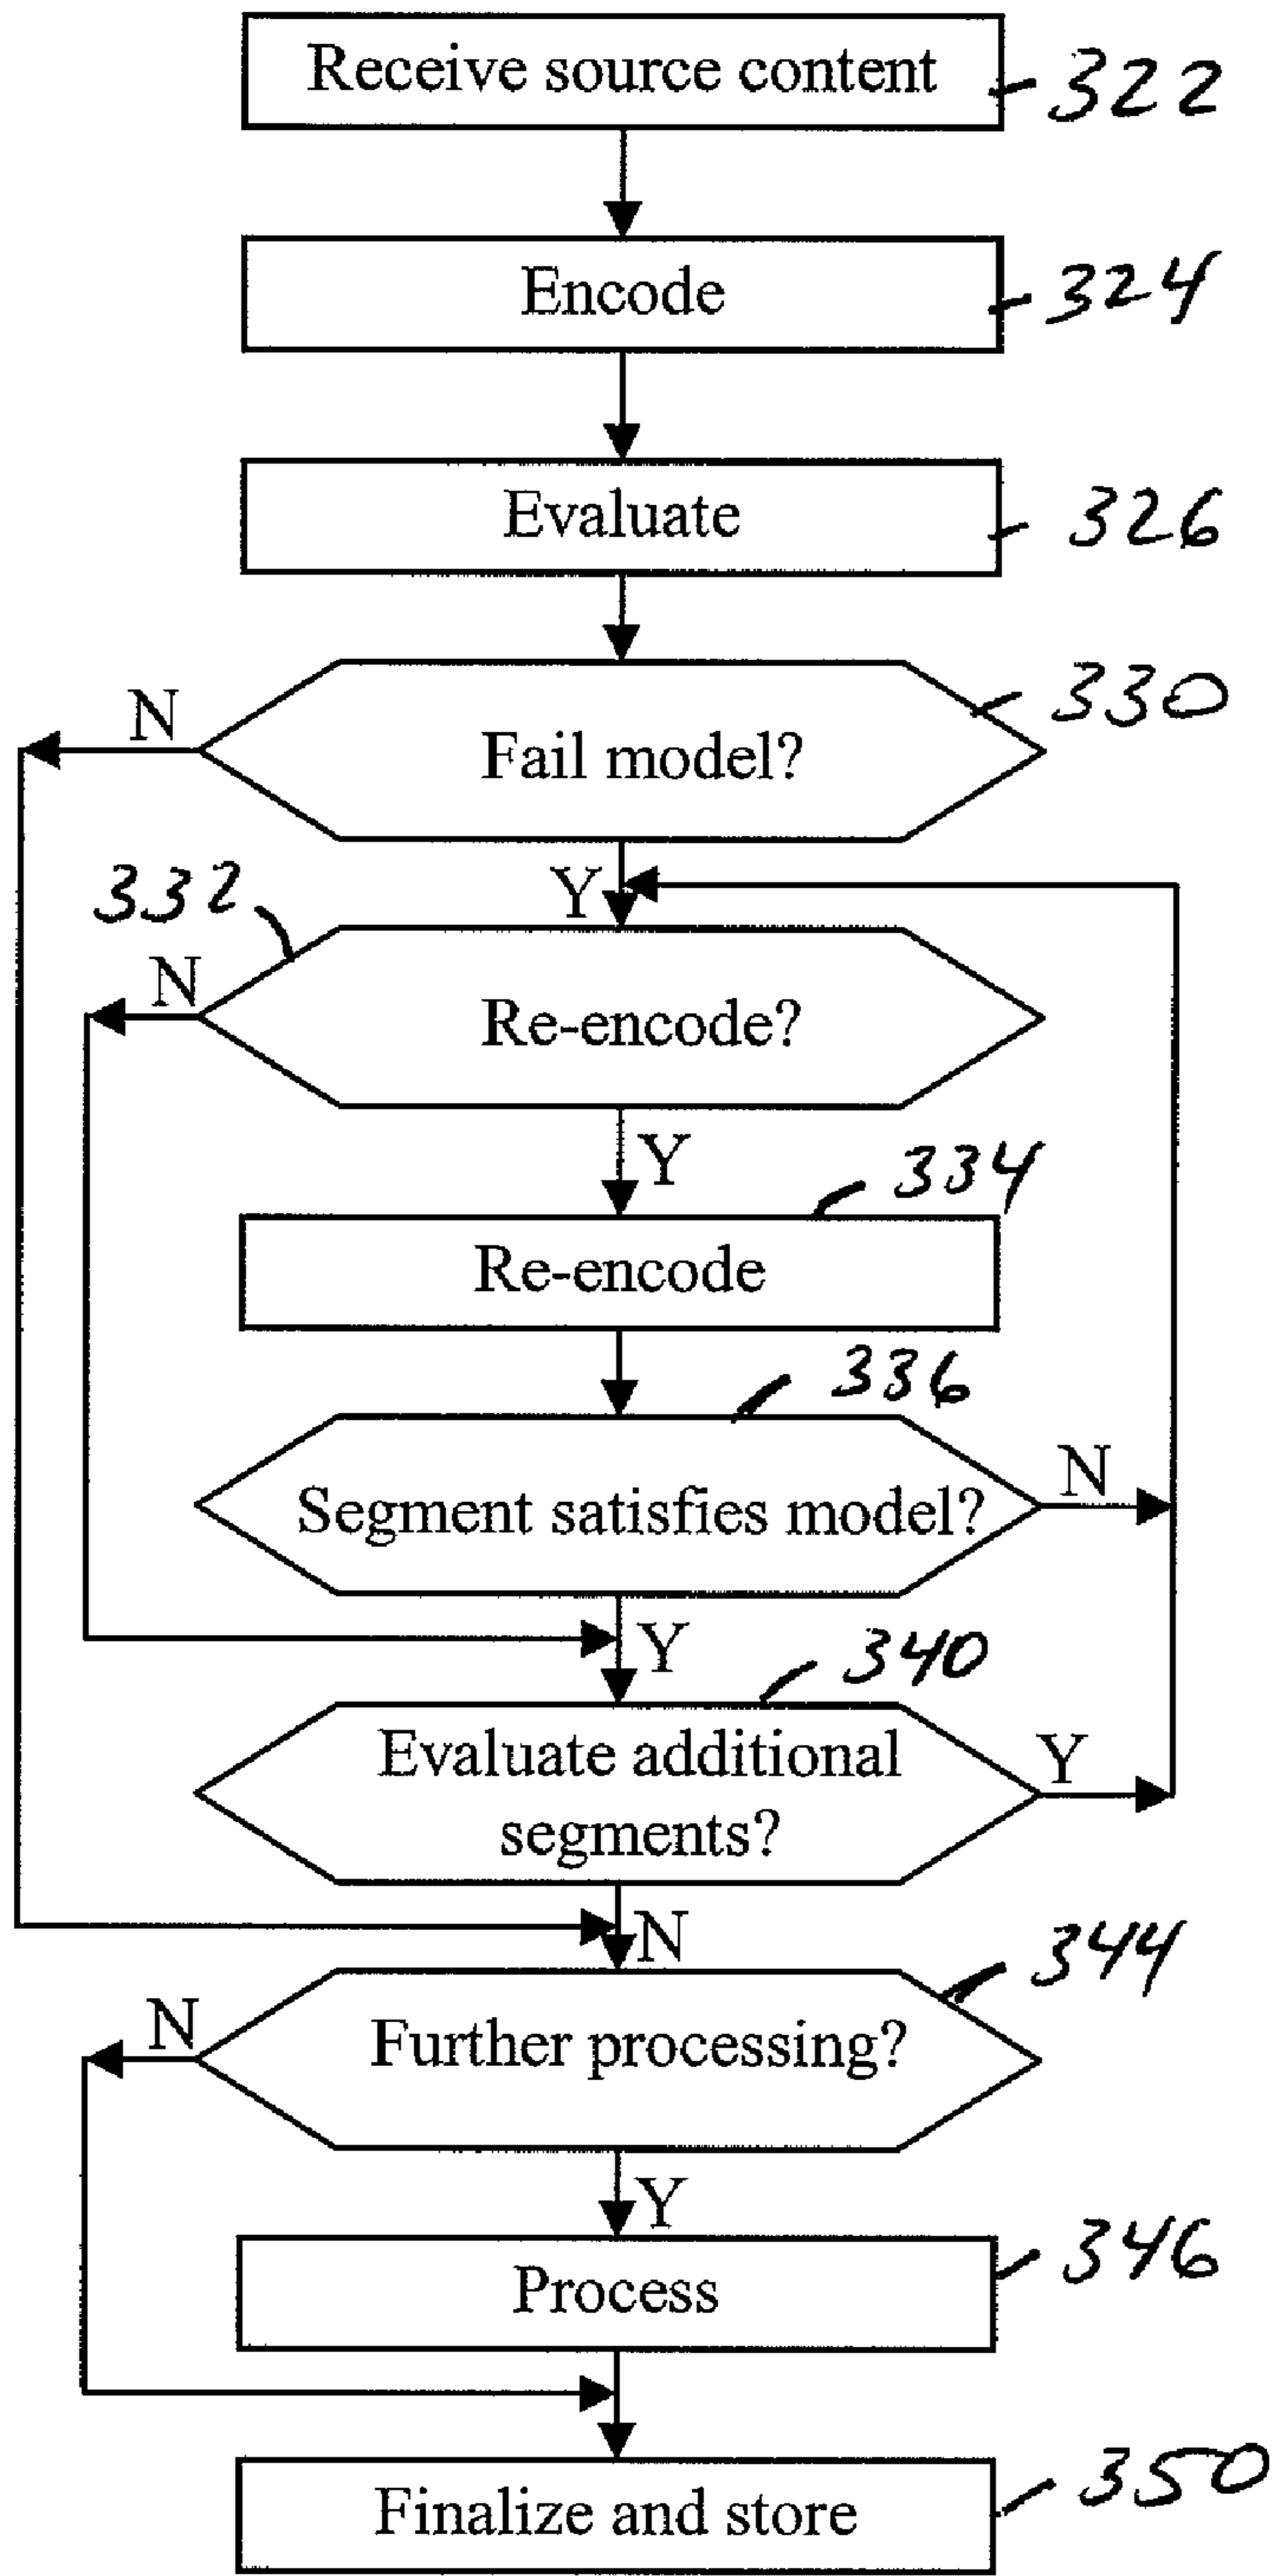 Receive source content
322
Encode
324
Evaluate
326
330
N
Fail model?
Y
332
N
Re-encode?
Y
334
Re-encode
336
Segment satisfies model?
N
Y
340
Evaluate additional
segments?
Y
N
344
N
Further processing?
Y
346
Process
350
Finalize and store